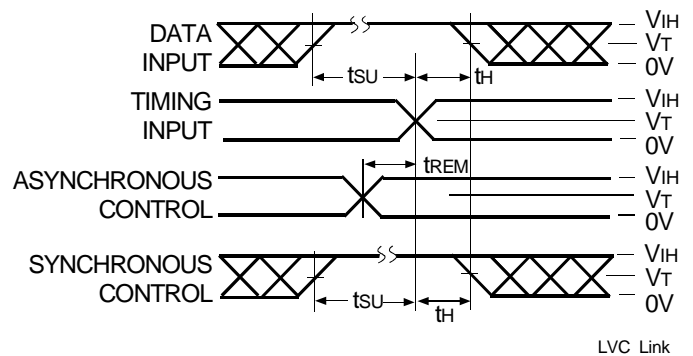 DATA
INPUT
tSU
tH
VIH
VT
0V
TIMING
INPUT
VIH
VT
0V
tREM
ASYNCHRONOUS
CONTROL
VIH
VT
0V
SYNCHRONOUS
CONTROL
tSU
tH
VIH
VT
0V
LVC Link